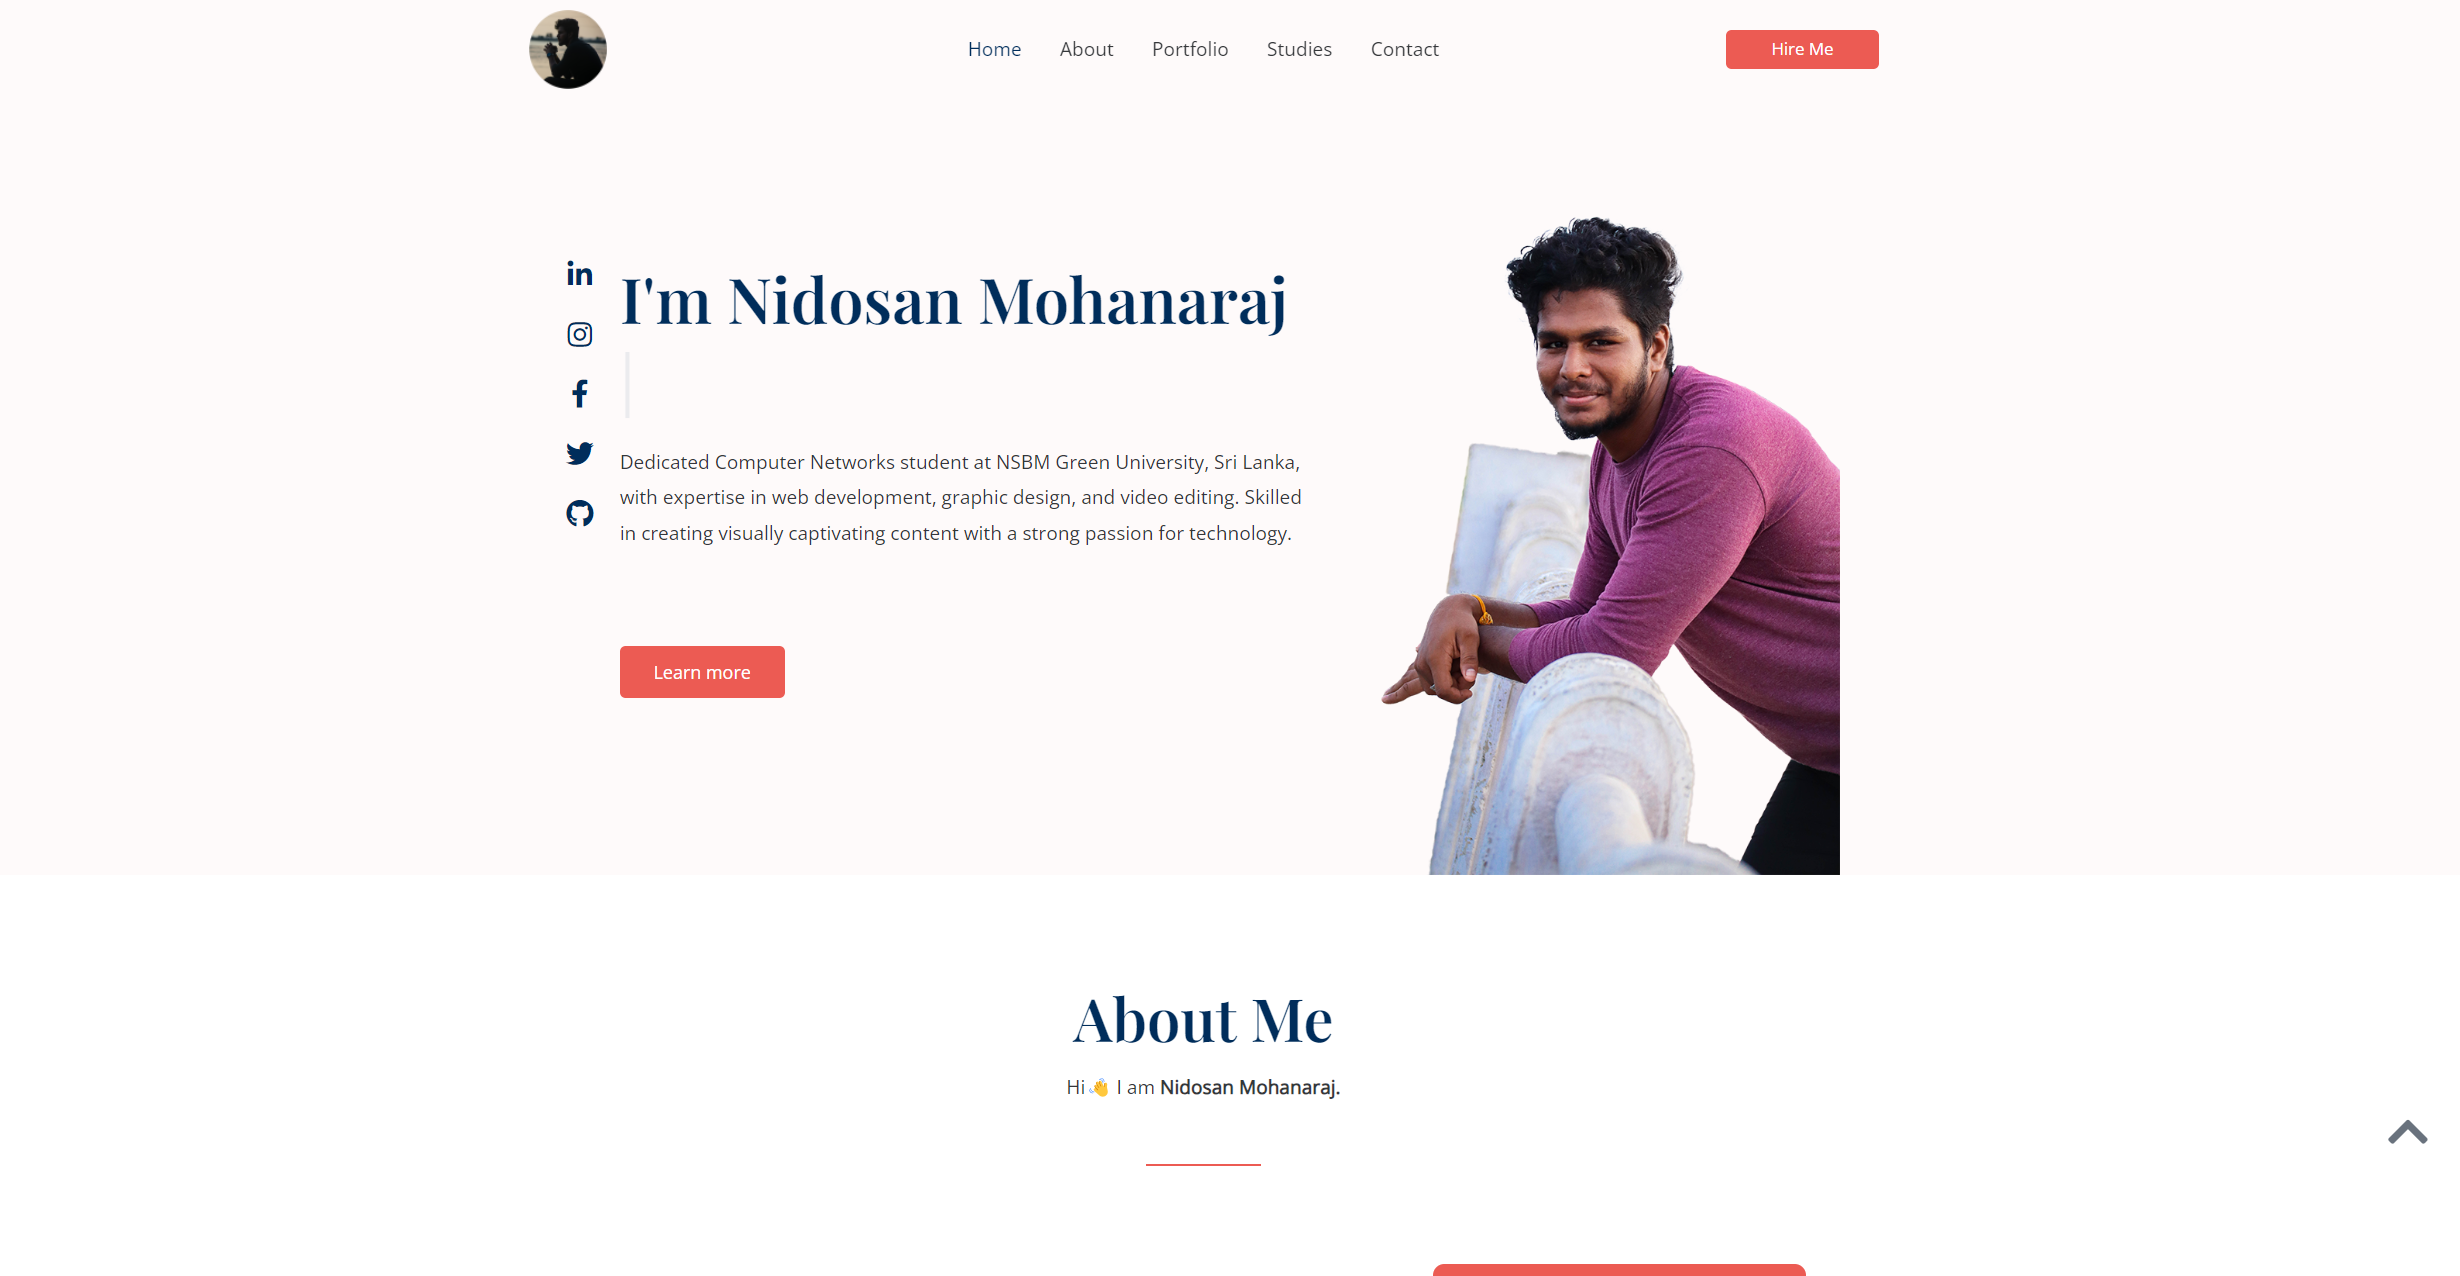 Home About Portfolio Studies Contact Hire Me
I'm Nidosan Mohanaraj
Dedicated Computer Networks student at NSBM Green University, Sri Lanka,
with expertise in web development, graphic design, and video editing. Skilled
in creating visually captivating content with a strong passion for technology.
Learn more
About Me
Hi👋 I am Nidosan Mohanaraj.